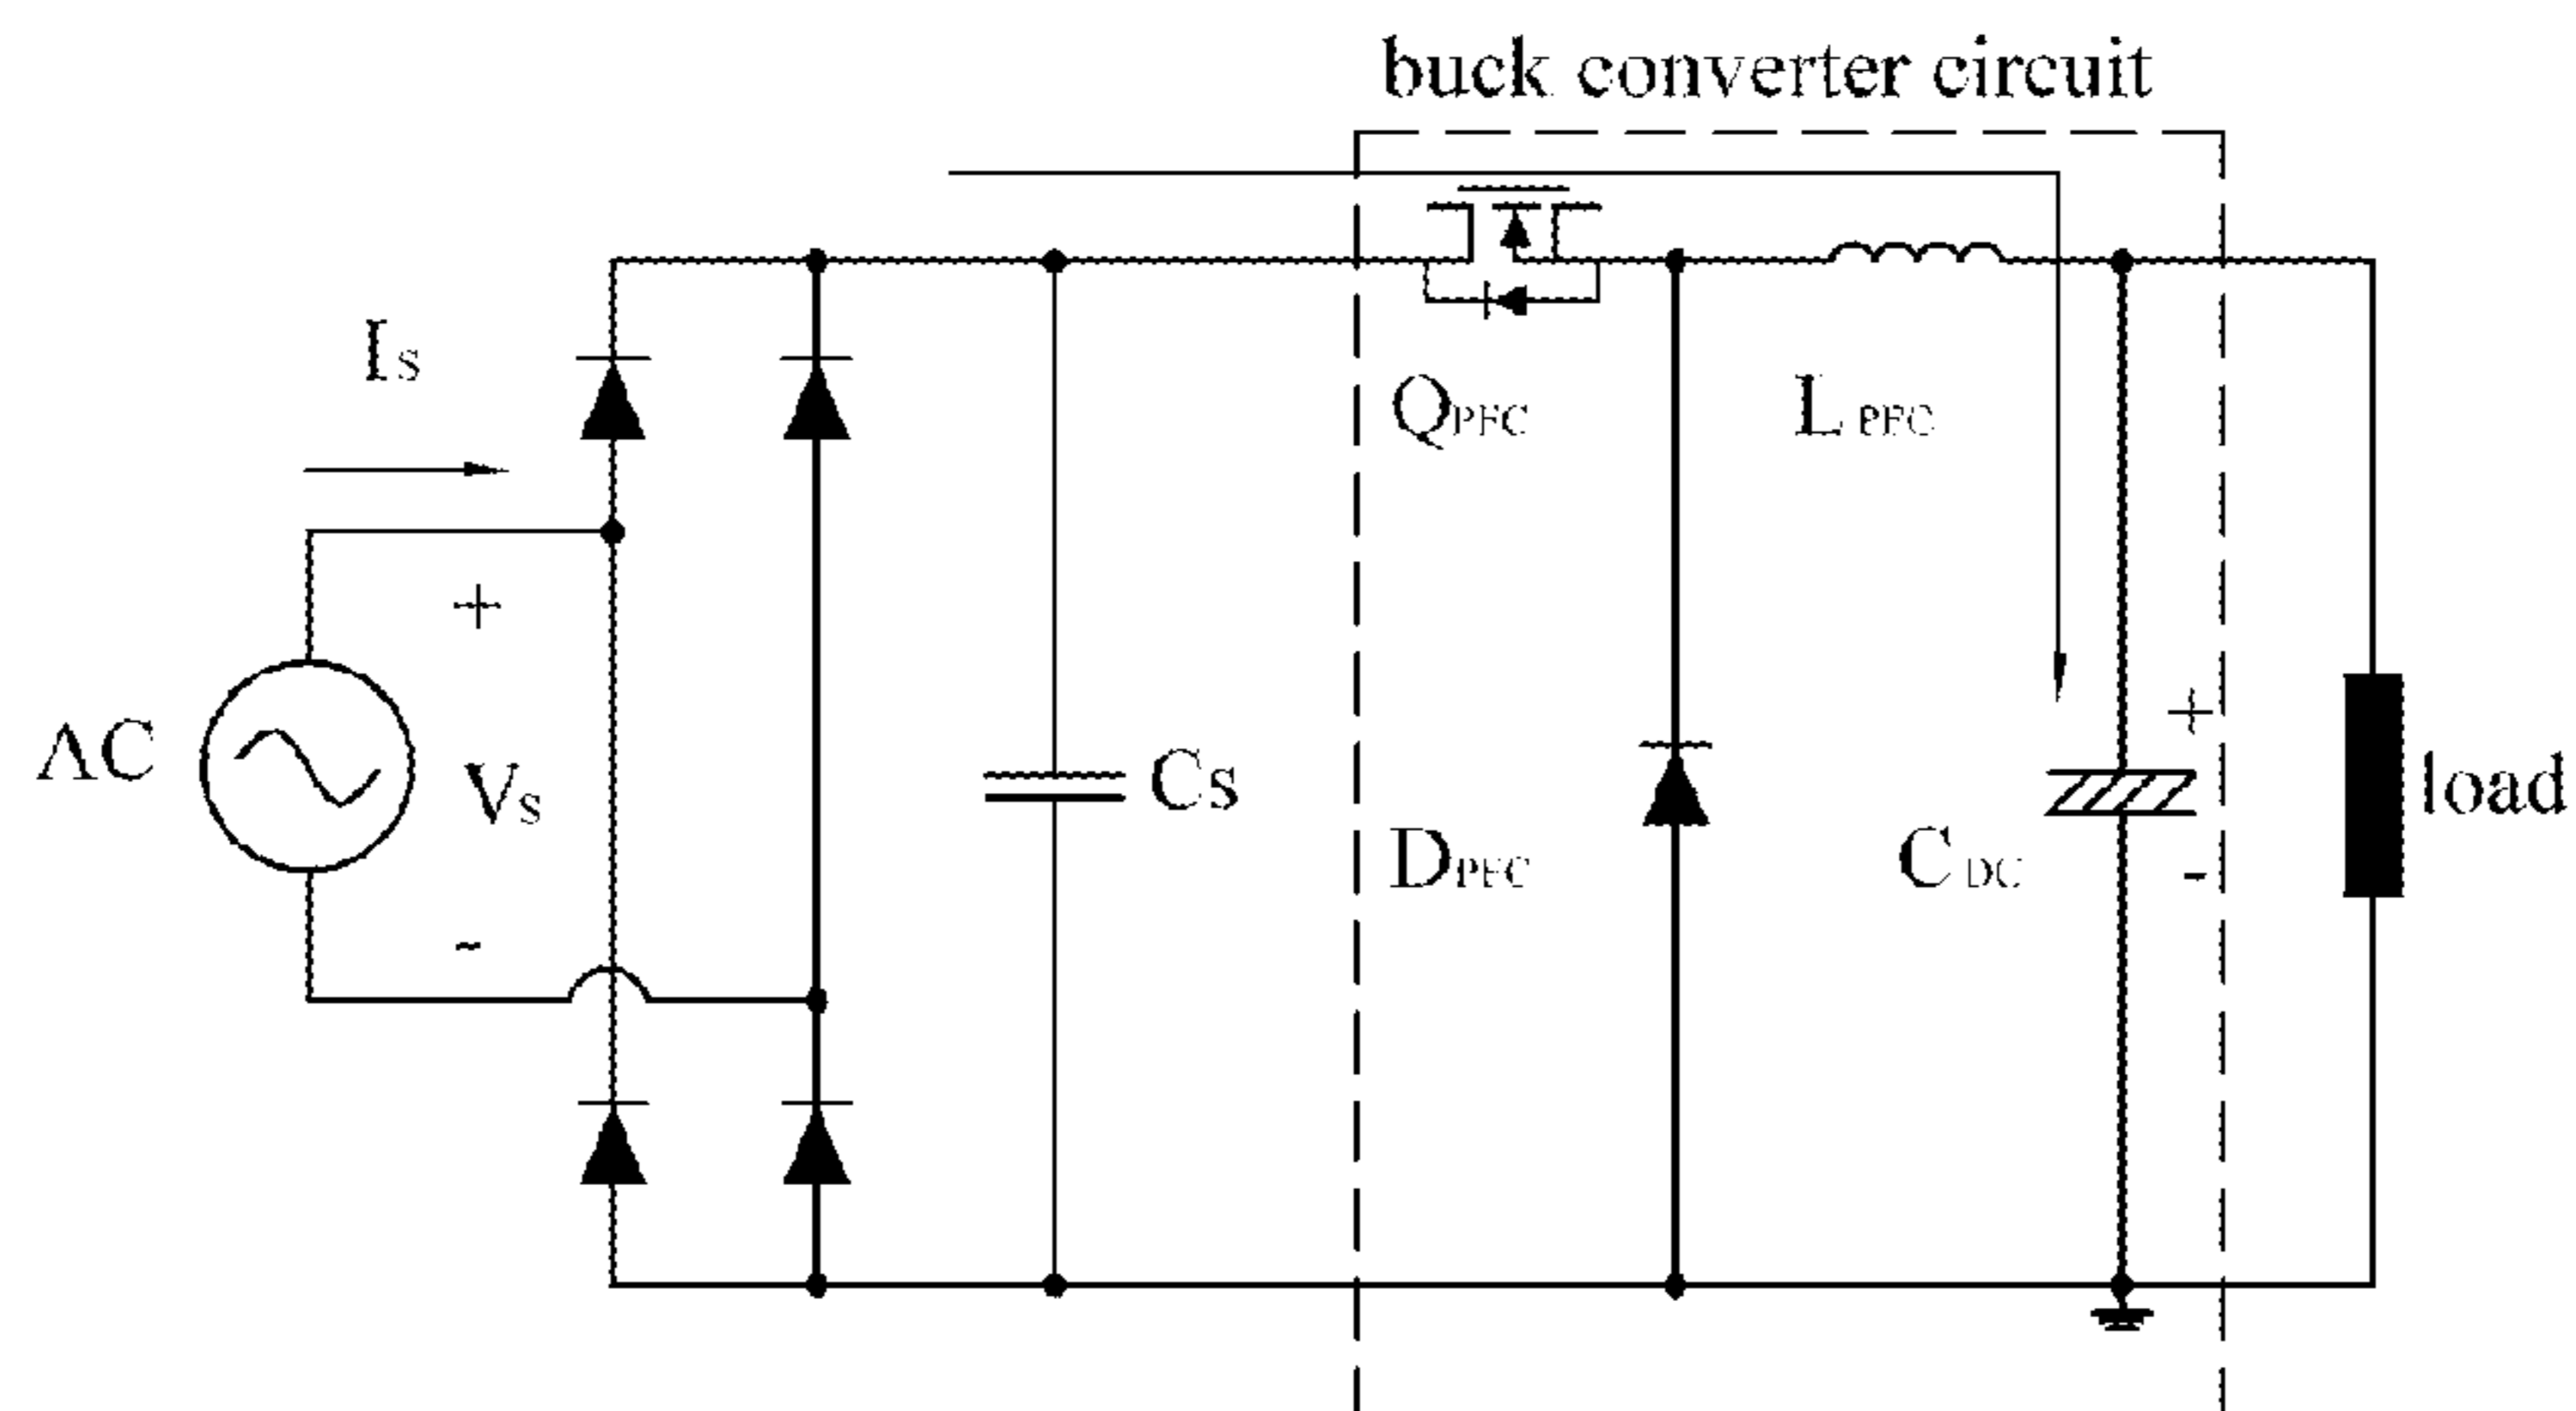 buck converter circuit
Is
QPFC
LPFC
+
AC
Vs
Cs
+
load
DPFC
CDC
-
-